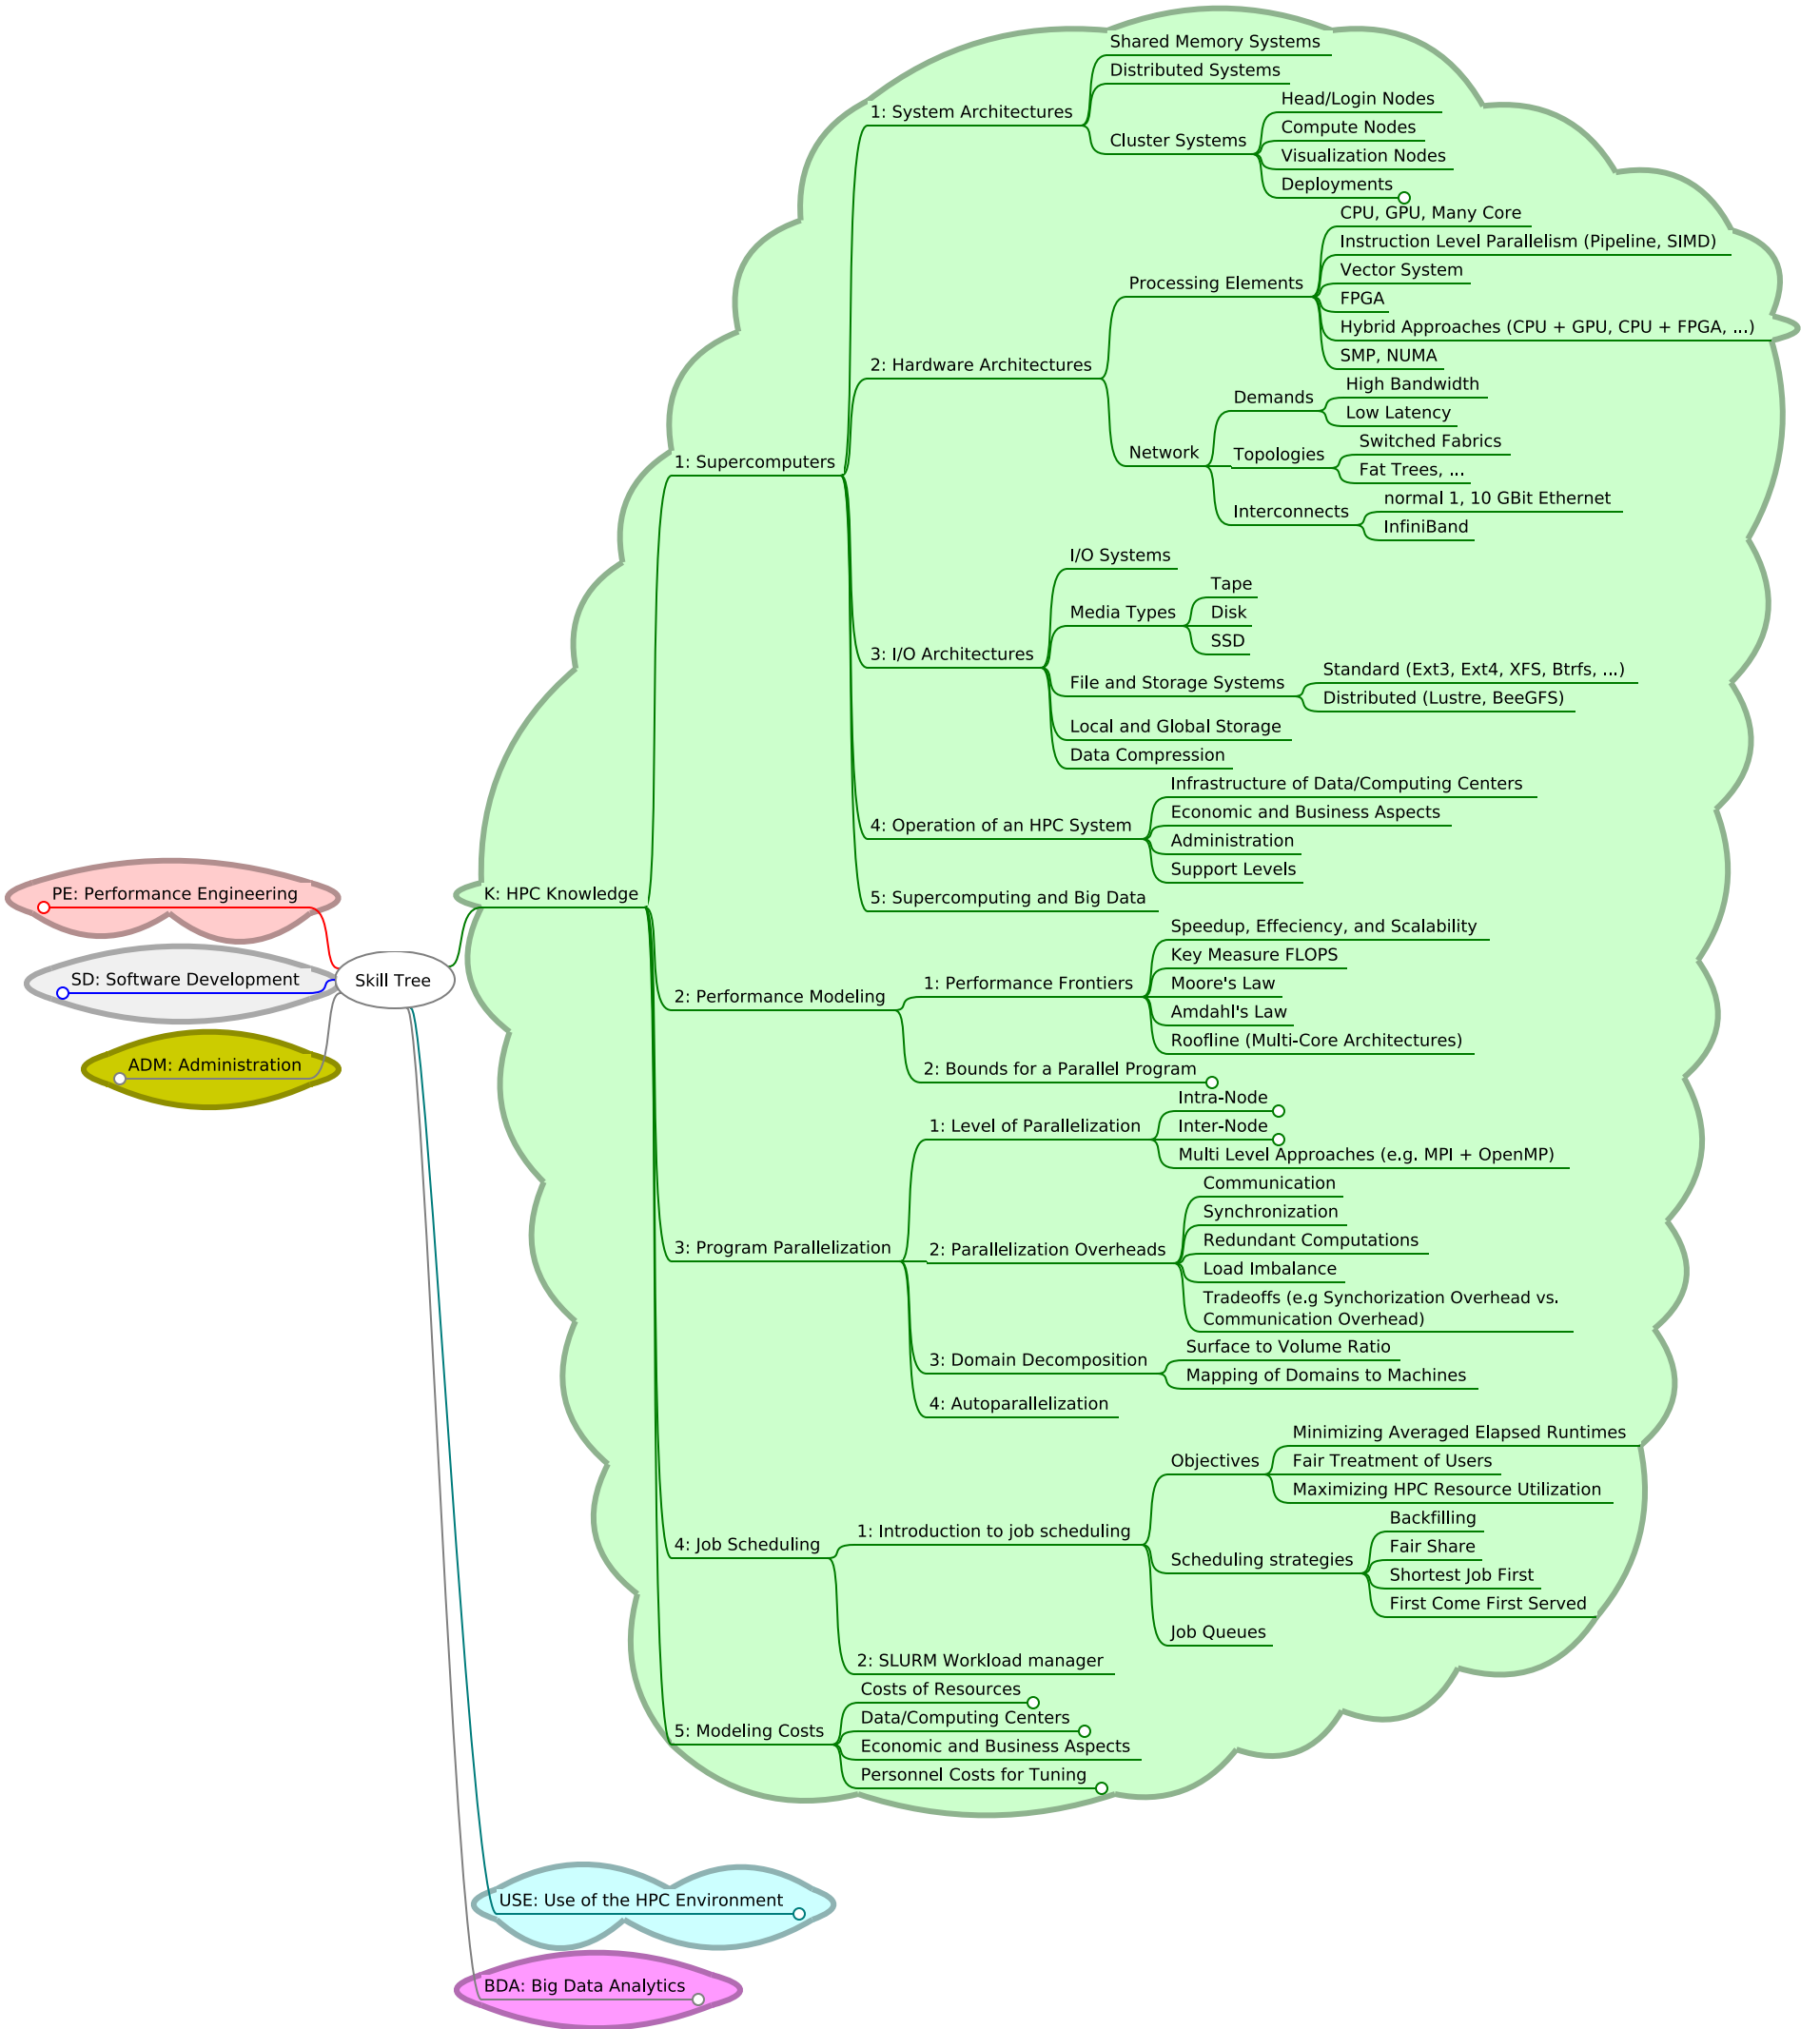 Shared Memory Systems
Distributed Systems
1: System Architectures
Head/Login Nodes
Compute Nodes
Cluster Systems
Visualization Nodes
Deployments
CPU, GPU, Many Core
Instruction Level Parallelism (Pipeline, SIMD)
Vector System
Processing Elements
FPGA
Hybrid Approaches (CPU + GPU, CPU + FPGA, ...)
SMP, NUMA
2: Hardware Architectures
High Bandwidth
Demands
Low Latency
Switched Fabrics
Network
Topologies
Fat Trees, ...
1: Supercomputers
normal 1, 10 GBit Ethernet
Interconnects
InfiniBand
I/O Systems
Tape
Media Types
Disk
SSD
3: I/O Architectures
Standard (Ext3, Ext4, XFS, Btrfs, ...)
File and Storage Systems
Distributed (Lustre, BeeGFS)
Local and Global Storage
Data Compression
Infrastructure of Data/Computing Centers
Economic and Business Aspects
4: Operation of an HPC System
Administration
Support Levels
PE: Performance Engineering
K: HPC Knowledge
5: Supercomputing and Big Data
Speedup, Effeciency, and Scalability
Key Measure FLOPS
SD: Software Development
Skill Tree
1: Performance Frontiers
Moore's Law
2: Performance Modeling
Amdahl's Law
Roofline (Multi-Core Architectures)
ADM: Administration
2: Bounds for a Parallel Program
Intra-Node
1: Level of Parallelization
Inter-Node
Multi Level Approaches (e.g. MPI + OpenMP)
Communication
Synchronization
3: Program Parallelization
2: Parallelization Overheads
Redundant Computations
Load Imbalance
Tradeoffs (e.g Synchorization Overhead vs.
Communication Overhead)
Surface to Volume Ratio
3: Domain Decomposition
Mapping of Domains to Machines
4: Autoparallelization
Minimizing Averaged Elapsed Runtimes
Objectives
Fair Treatment of Users
Maximizing HPC Resource Utilization
4: Job Scheduling
1: Introduction to job scheduling
Backfilling
Fair Share
Scheduling strategies
Shortest Job First
First Come First Served
Job Queues
2: SLURM Workload manager
Costs of Resources
Data/Computing Centers
5: Modeling Costs
Economic and Business Aspects
Personnel Costs for Tuning
USE: Use of the HPC Environment
BDA: Big Data Analytics